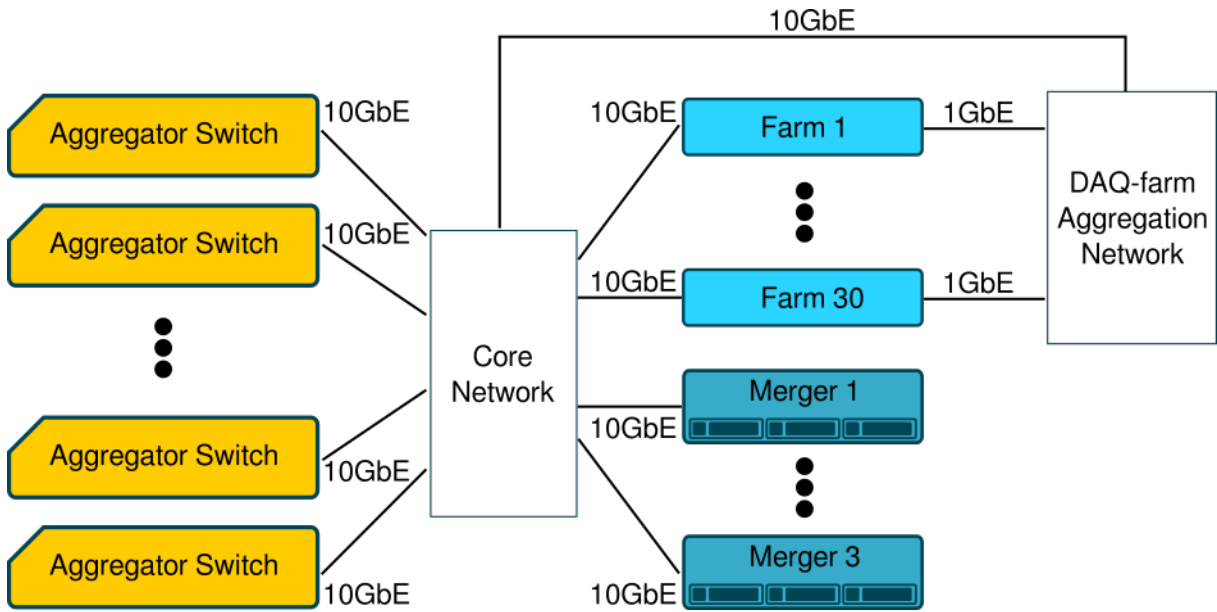 10GbE
Aggregator Switch
10GbE
Aggregator Switch
10GbE
Aggregator Switch
10GbE
Aggregator Switch
10GbE
Core
Network
10GbE
Farm 1
1GbE
10GbE
Farm 30
1GbE
DAQ-farm
Aggregation
Network
Merger 1
10GbE
Merger 3
10GbE